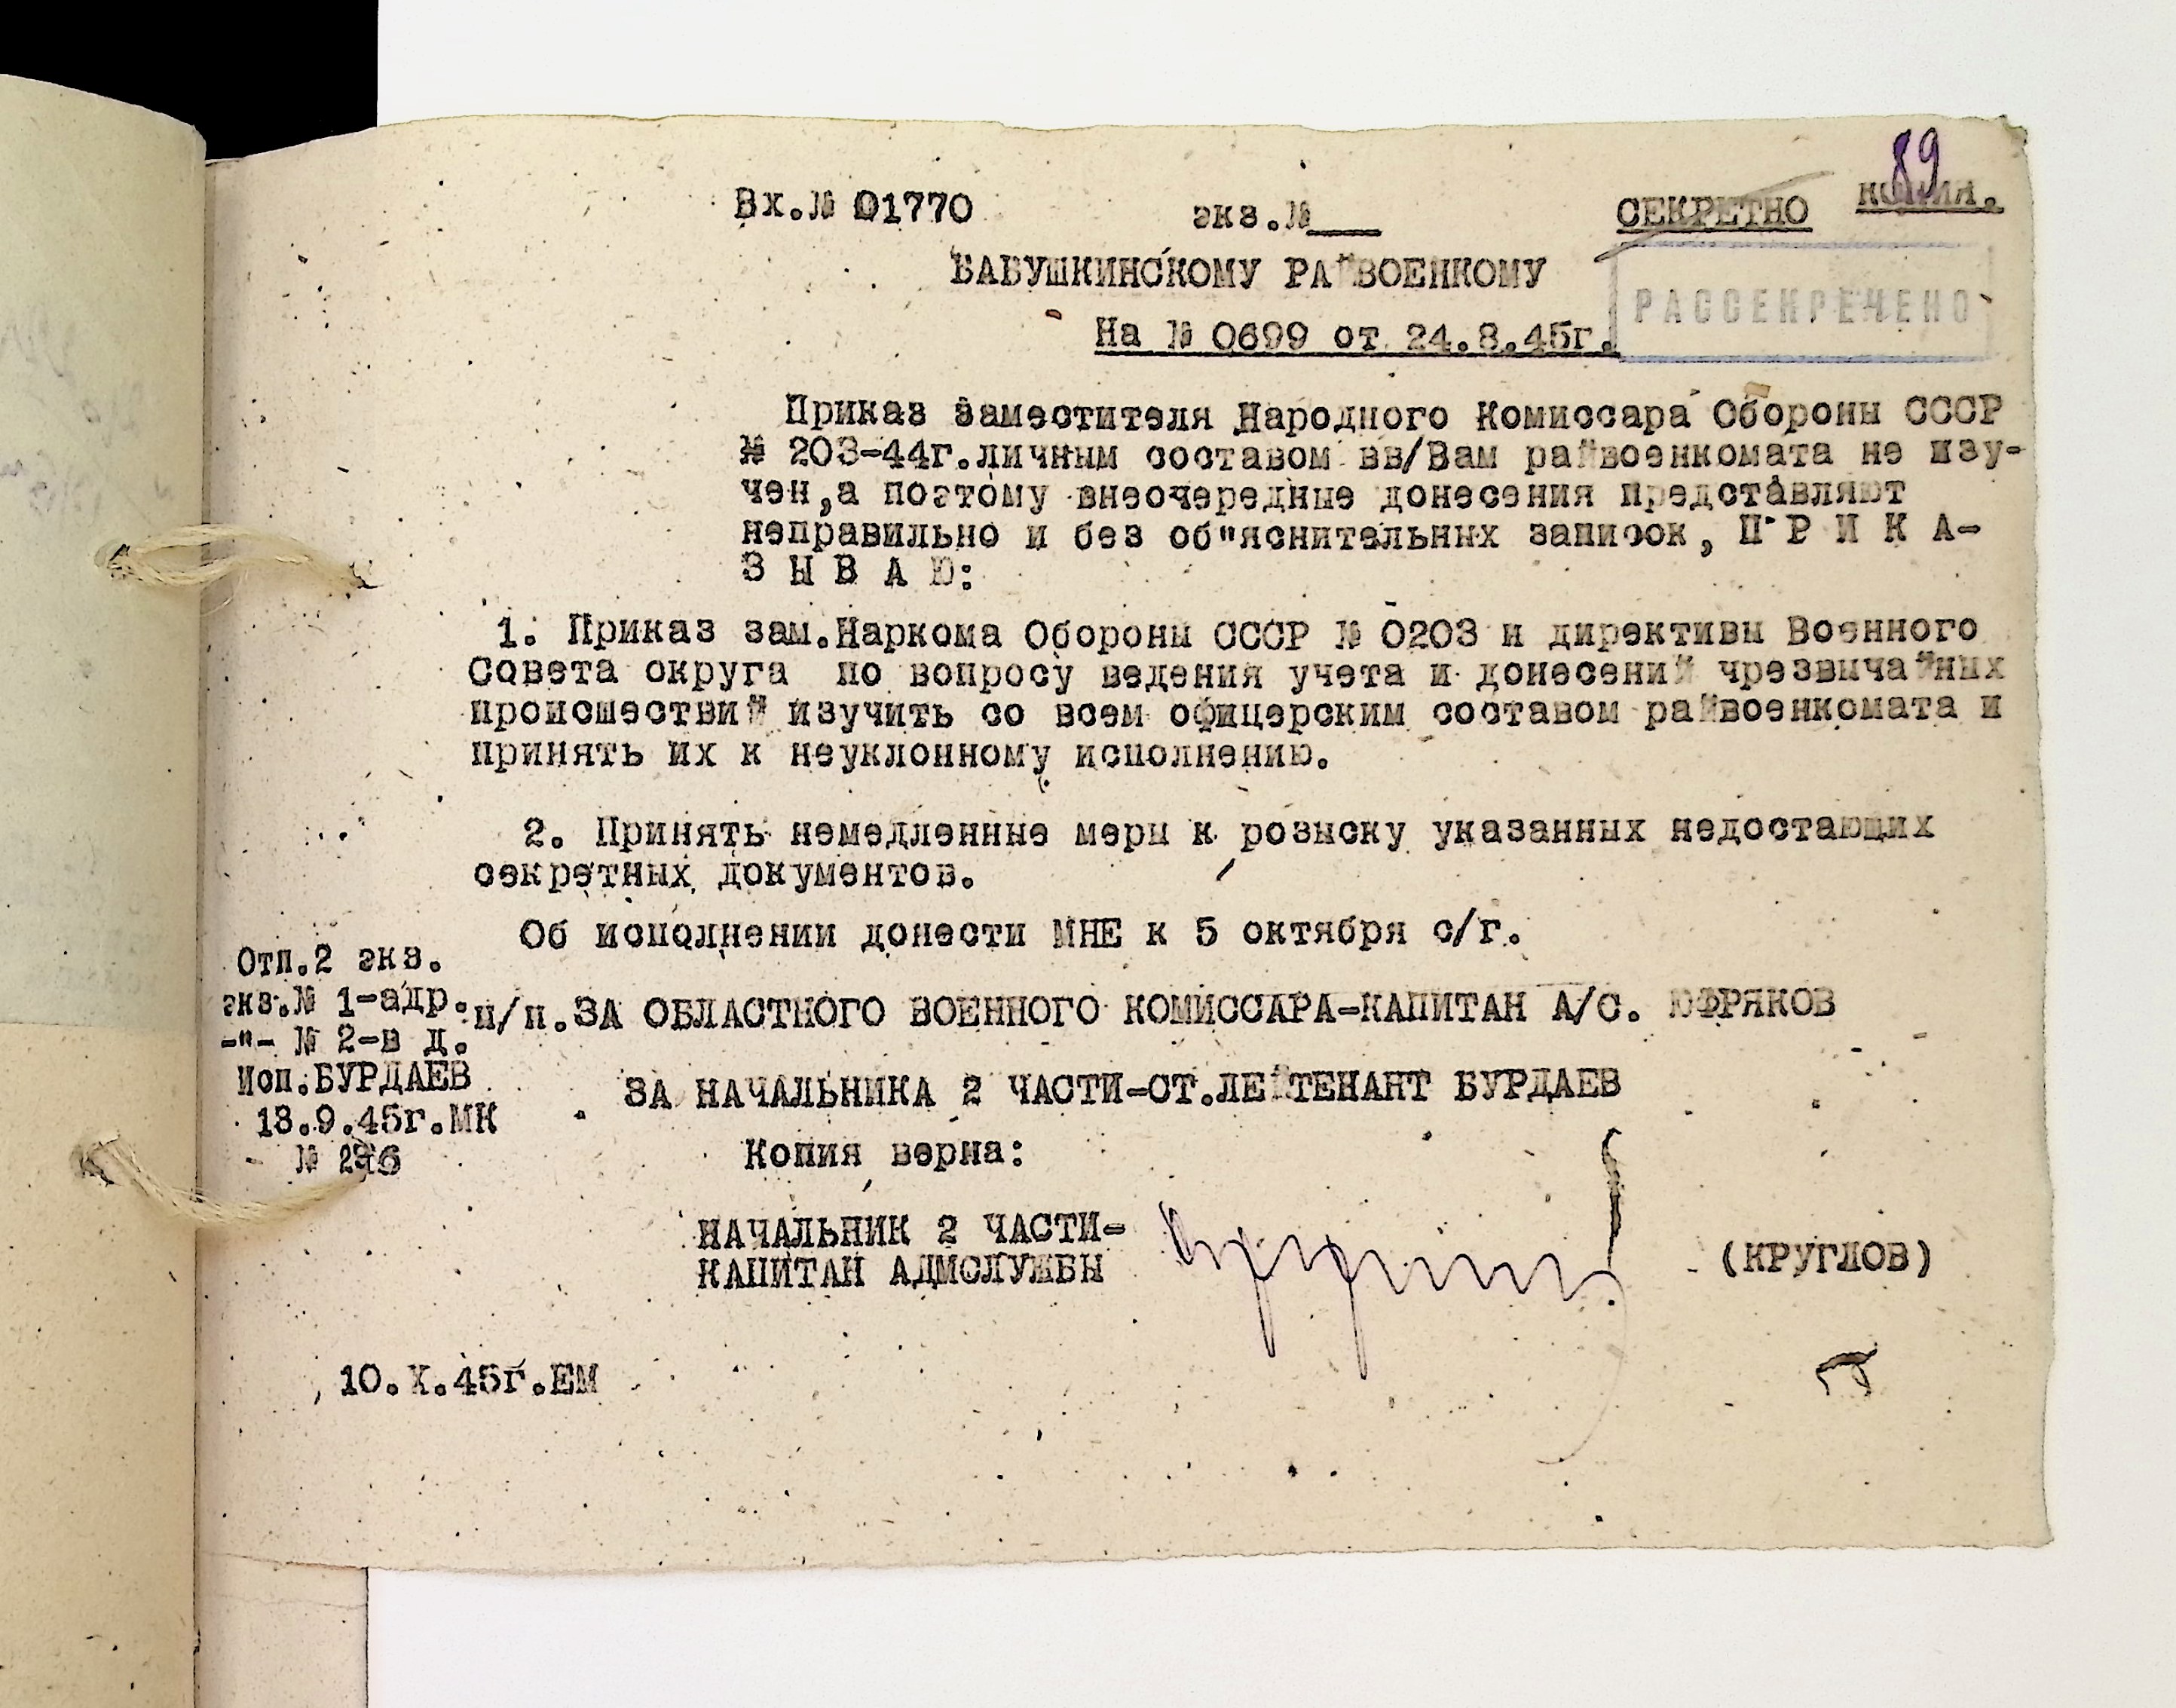 89
Вх.№ 01770 экз.№___ СЕКРЕТНО копия.
БАБУШКИНСКОМУ РАЙВОЕНКОМУ
РАССЕКРЕЧЕНО
На № 0699 от 24.8.45г.
Приказ Заместителя Народного Комиссара Обороны СССР
№ 203-44г.личным составом вв/Вам райвоенкомата не изу-
чен,а поэтому внеочередные донесения представляют
неправильно и без об"яснительных записок, П Р И К А-
З Ы В А Ю:
1. Приказ зам.Наркома Обороны СССР № 0203 и директивы Военного
Совета округа по вопросу ведения учета и донесений чрезвычайных
происшествий изучить со всем офицерским составом райвоенкомата и
принять их к неуклонному исполнению.
2. Принять немедленные меры к розыску указанных недостающих
секретных документов.
Об исполнении донести МНЕ к 5 октября с/г.
п/п.ЗА ОБЛАСТНОГО ВОЕННОГО КОМИССАРА-КАПИТАН А/С. ЮФРЯКОВ
ЗА НАЧАЛЬНИКА 2 ЧАСТИ-СТ.ЛЕЙТЕНАНТ БУРДАЕВ
Отп.2 экз.
экз.№ 1-адр.
-"- № 2-в д.
Исп.БУРДАЕВ
18.9.45г.МК
№
Копия верна:
НАЧАЛЬНИК 2 ЧАСТИ-
КАПИТАН АДМСЛУЖБЫ (КРУГЛОВ)
10.X.45г.ЕМ